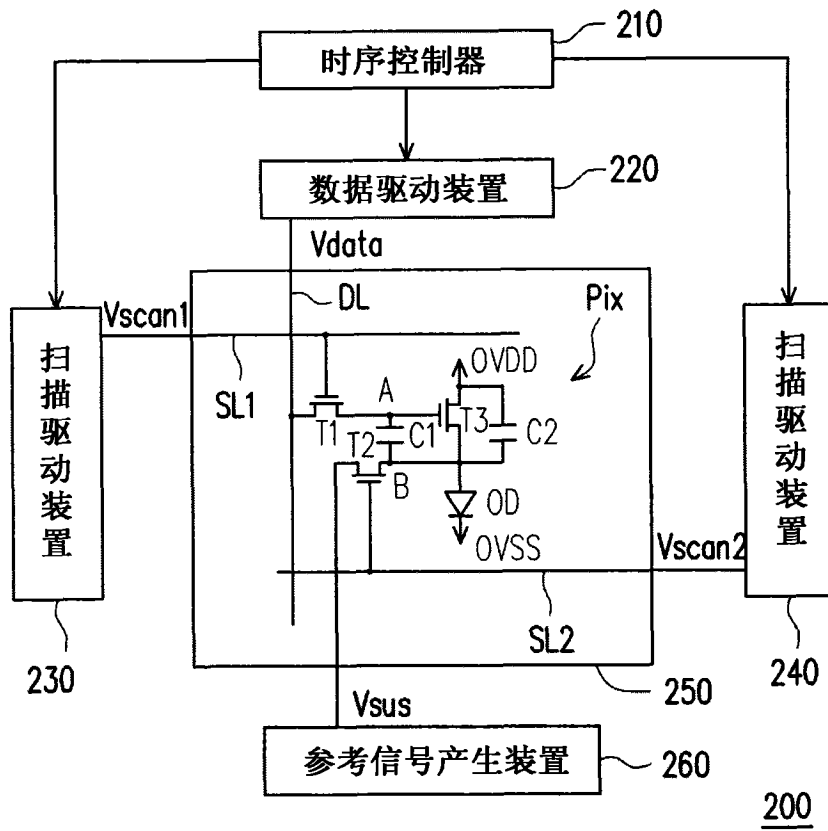 210
时序控制器
220
数据驱动装置
Vdata
Vscan1
DL
Pix
扫描驱动装置
扫描驱动装置
SL1
OVDD
A
T1
T2
C1
T3
C2
B
OD
OVSS
Vscan2
SL2
230
240
250
Vsus
参考信号产生装置
260
200